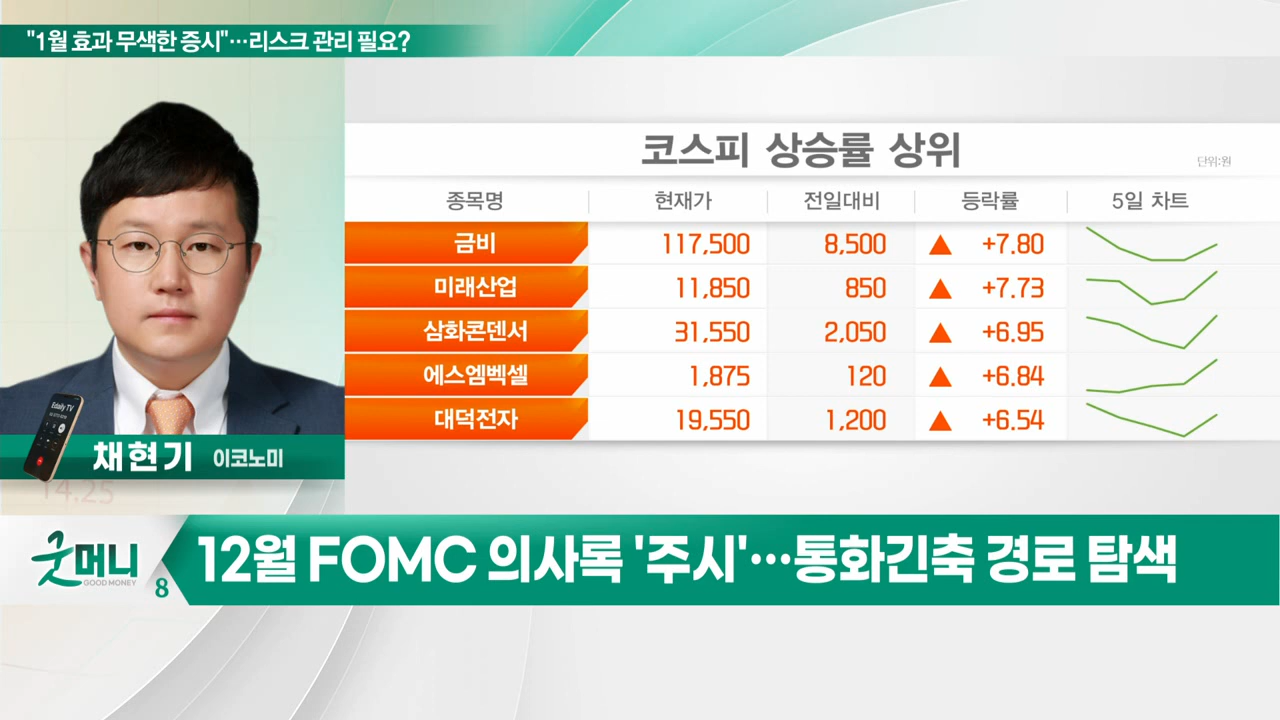 "1월 효과 무색한 증시"…리스크 관리 필요?
코스피 상승률 상위
단위:원
종목명 현재가 전일대비 등락률 5일 차트
금비 117,500 8,500 ▲ +7.80
미래산업 11,850 850 ▲ +7.73
삼화콘덴서 31,550 2,050 ▲ +6.95
에스엠벡셀 1,875 120 ▲ +6.84
대덕전자 19,550 1,200 ▲ +6.54
Edaily TV
채현기 이코노미
14.25
굿머니
GOOD MONEY
8
12월 FOMC 의사록 '주시'…통화긴축 경로 탐색